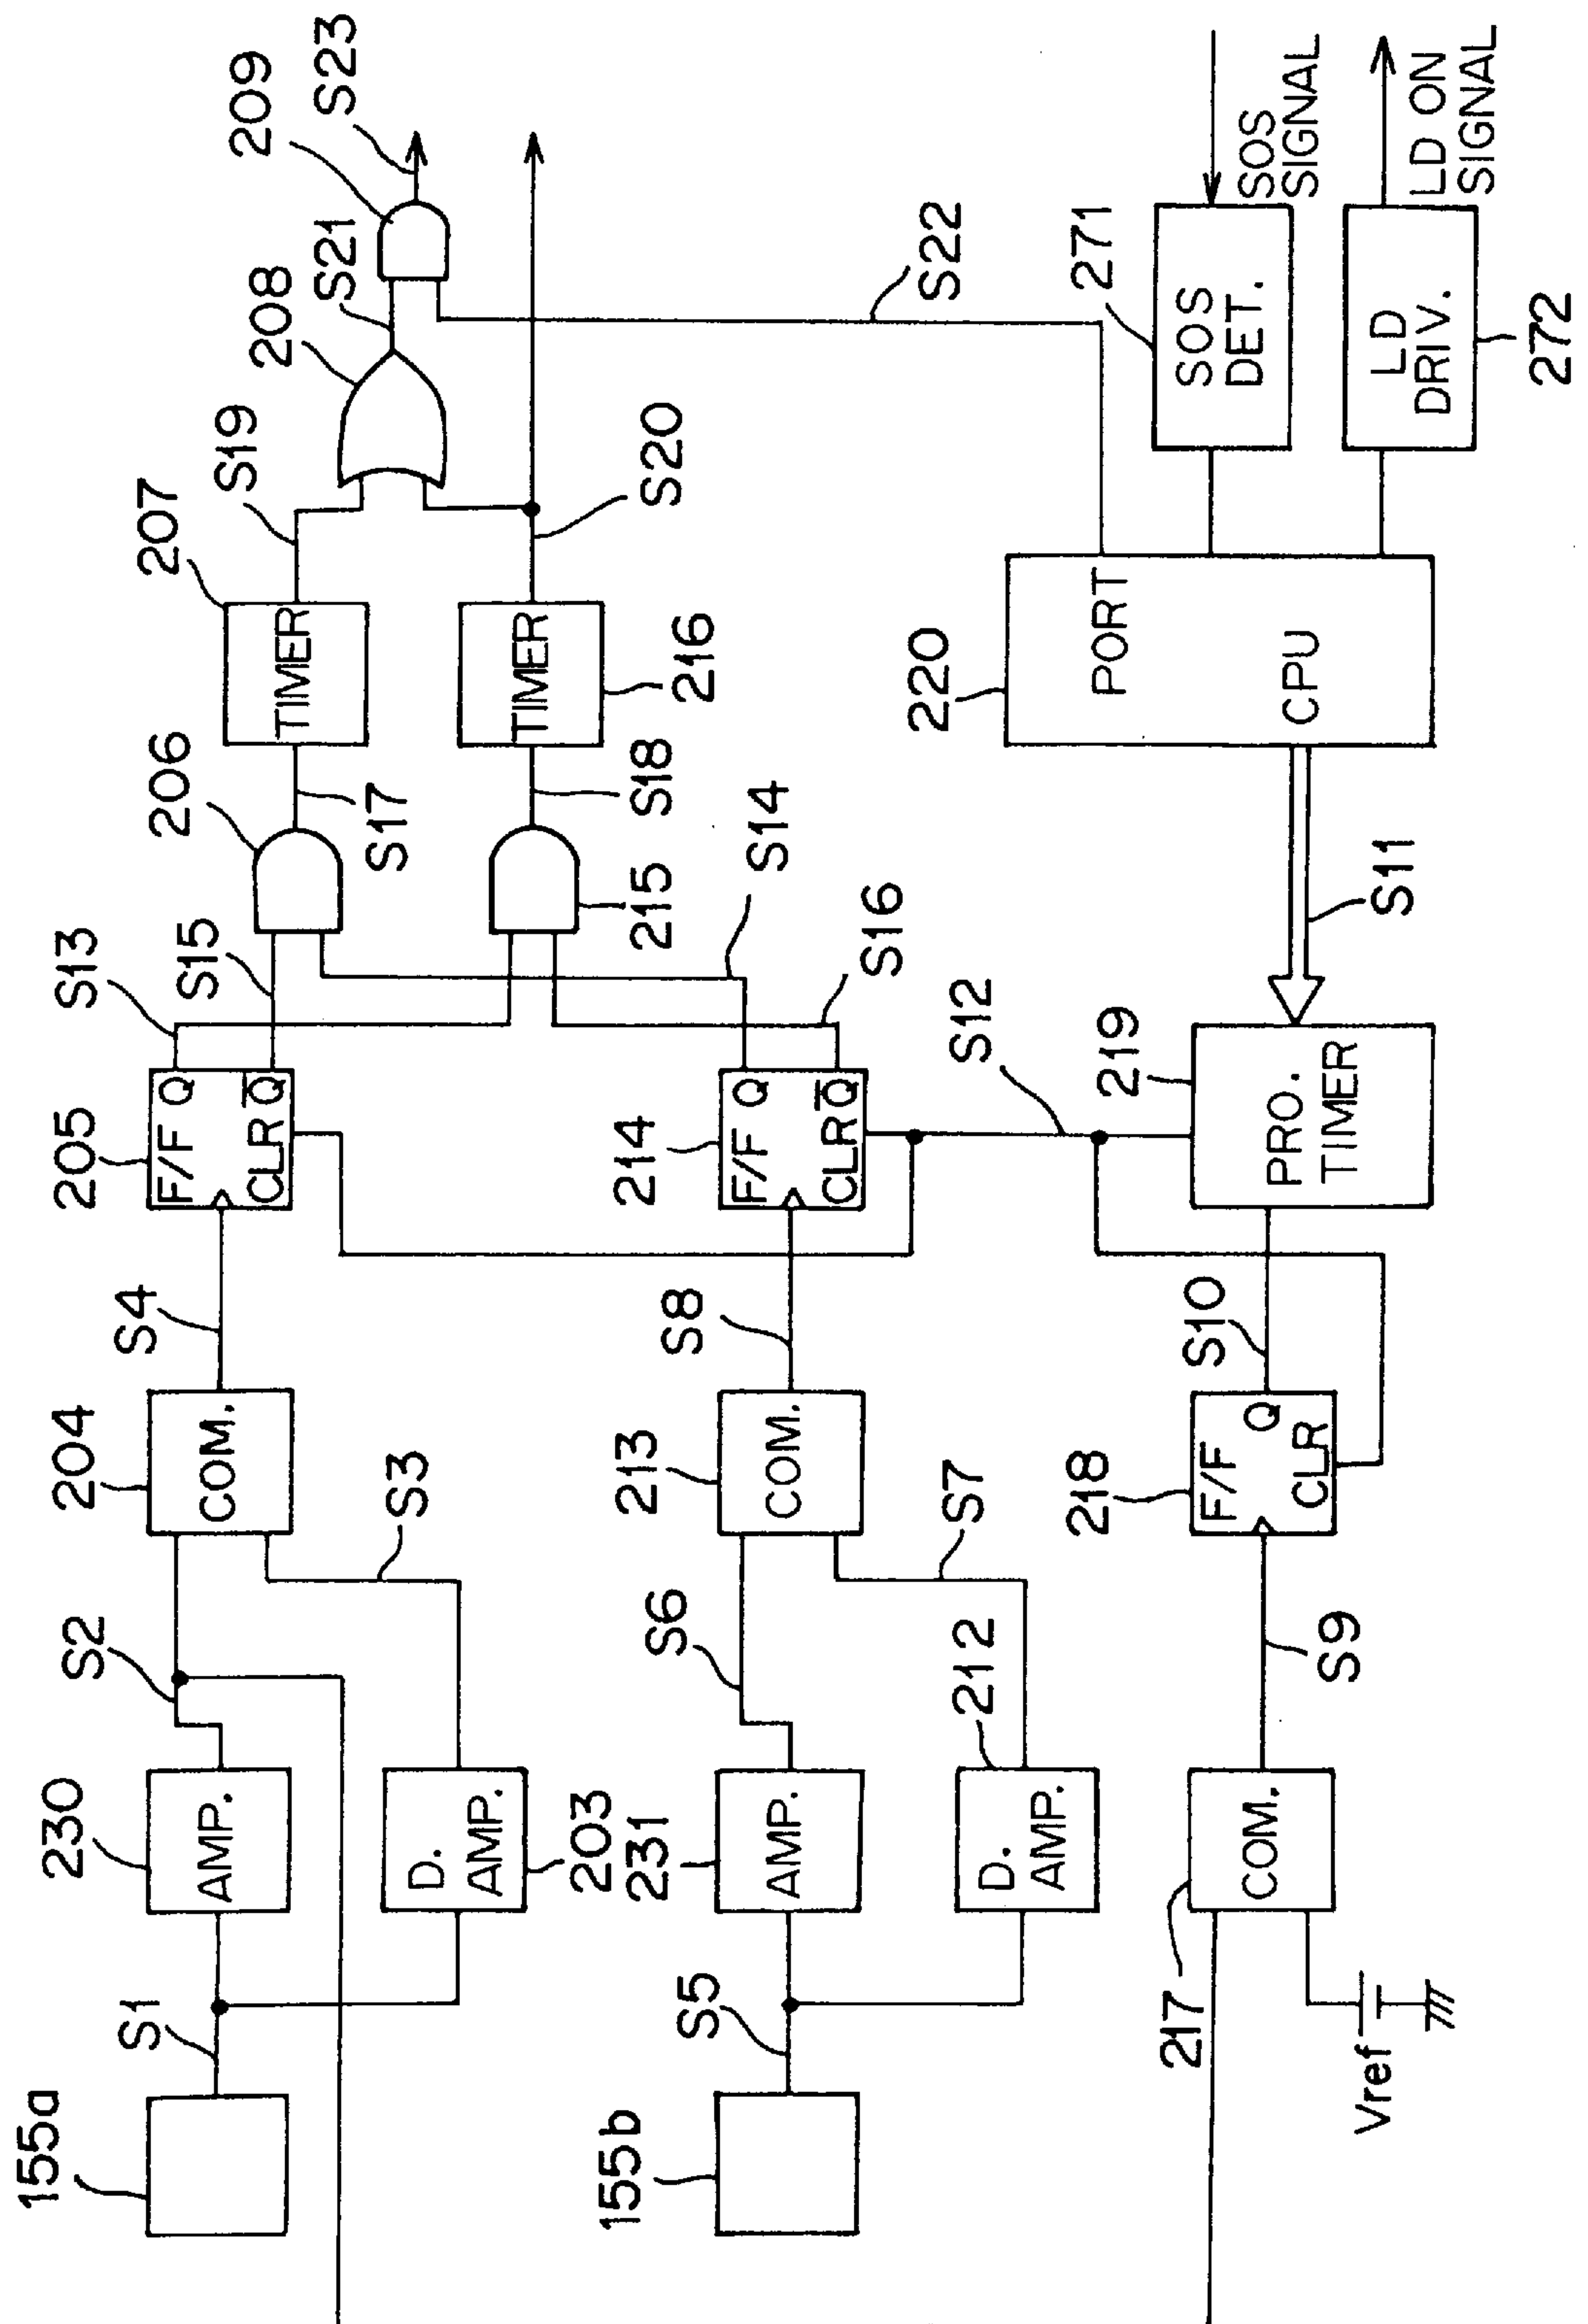 155a
S1
230
AMP.
S2
204
COM.
S4
205
F/F Q
CLR Q̅
S13
S15
206
S17
207
TIMER
S19
208
S21
209
S23
D.
AMP.
203
S3
215
S18
TIMER
216
S20
155b
S5
231
AMP.
S6
213
COM.
S8
214
F/F Q
CLR Q̅
S14
S16
212
D.
AMP.
S7
S12
S22
217
COM.
Vref
S9
218
F/F Q
CLR
S10
219
PRO.
TIMER
S11
220
PORT
CPU
271
SOS
DET.
SOS
SIGNAL
LD
DRIV.
272
LD ON
SIGNAL